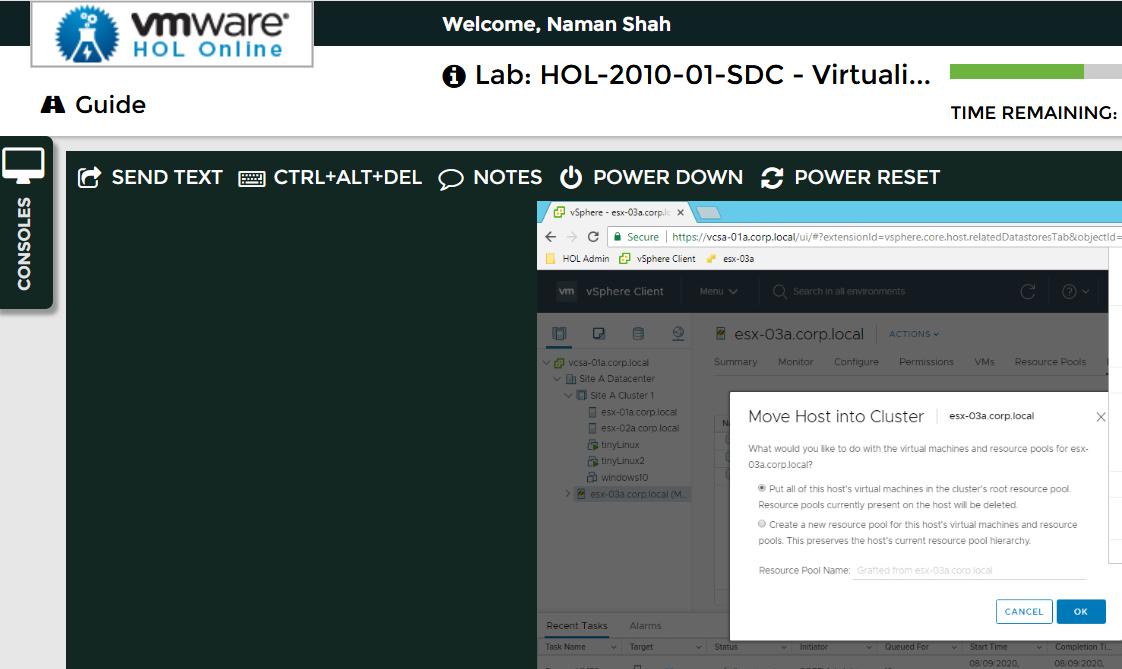 vmware®
HOL Online
Welcome, Naman Shah
Lab: HOL-2010-01-SDC - Virtuali...
Guide
TIME REMAINING:
CONSOLES
SEND TEXT CTRL+ALT+DEL NOTES POWER DOWN POWER RESET
vSphere - esx-03a.corp.lo
Secure https://vcsa-01a.corp.local/ui/#?extensionId=vsphere.core.host.relatedDatastoresTab&objectId=
HOL Admin vSphere Client esx-03a
vm vSphere Client Menu Search in all environments
esx-03a.corp.local ACTIONS
Summary Monitor Configure Permissions VMs Resource Pools
vcsa-01a.corp.local
Site A Datacenter
Site A Cluster 1
esx-01a.corp.local
esx-02a.corp.local
tinyLinux
tinyLinux2
windows10
esx-03a.corp.local (M...
Move Host into Cluster esx-03a.corp.local
What would you like to do with the virtual machines and resource pools for esx-
03a.corp.local?
Put all of this host's virtual machines in the cluster's root resource pool.
Resource pools currently present on the host will be deleted.
Create a new resource pool for this host's virtual machines and resource
pools. This preserves the host's current resource pool hierarchy.
Resource Pool Name: Grafted from esx-03a.corp.local
CANCEL OK
Recent Tasks Alarms
Task Name Target Status Initiator Queued For Start Time Completion Ti...
08/09/2020, 08/09/2020,